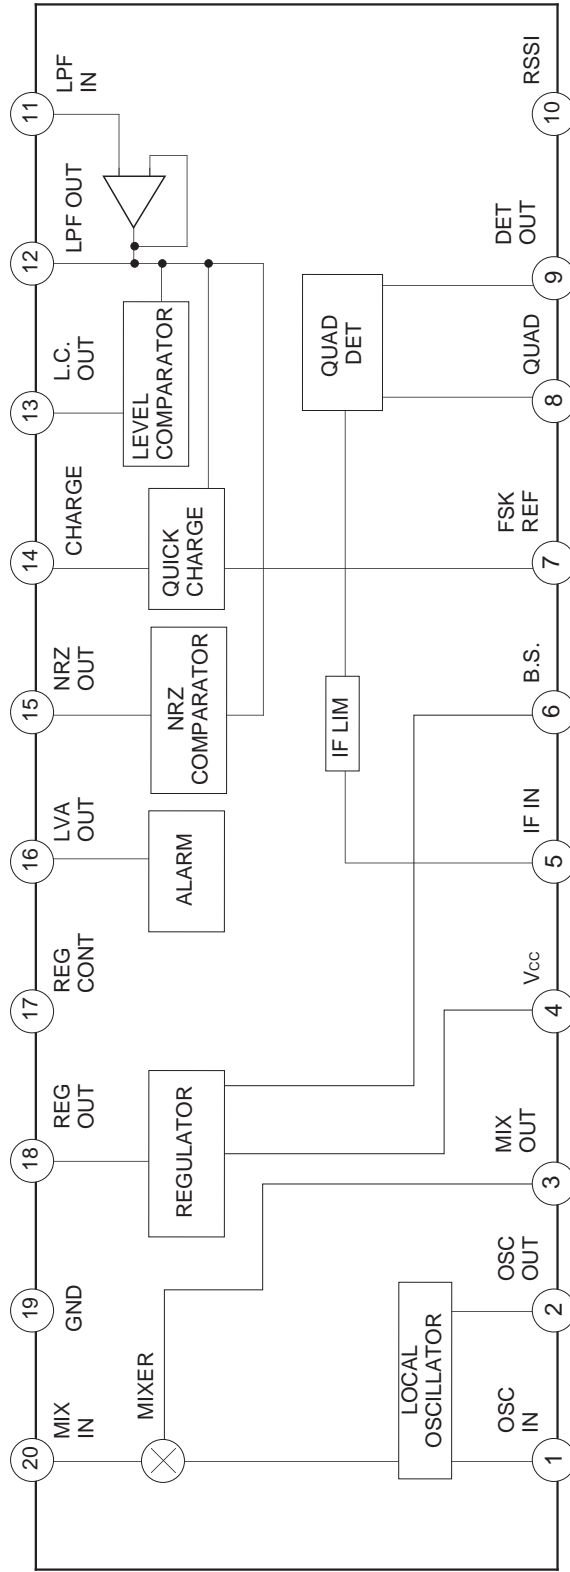 20
19
18
17
16
15
14
13
12
11
MIX
IN
GND
REG
OUT
REG
CONT
LVA
OUT
NRZ
OUT
CHARGE
L.C.
OUT
LPF OUT
LPF
IN
MIXER
REGULATOR
ALARM
NRZ
COMPARATOR
QUICK
CHARGE
LEVEL
COMPARATOR
LOCAL
OSCILLATOR
IF LIM
QUAD
DET
OSC
IN
OSC
OUT
MIX
OUT
Vcc
IF IN
B.S.
FSK
REF
QUAD
DET
OUT
RSSI
1
2
3
4
5
6
7
8
9
10